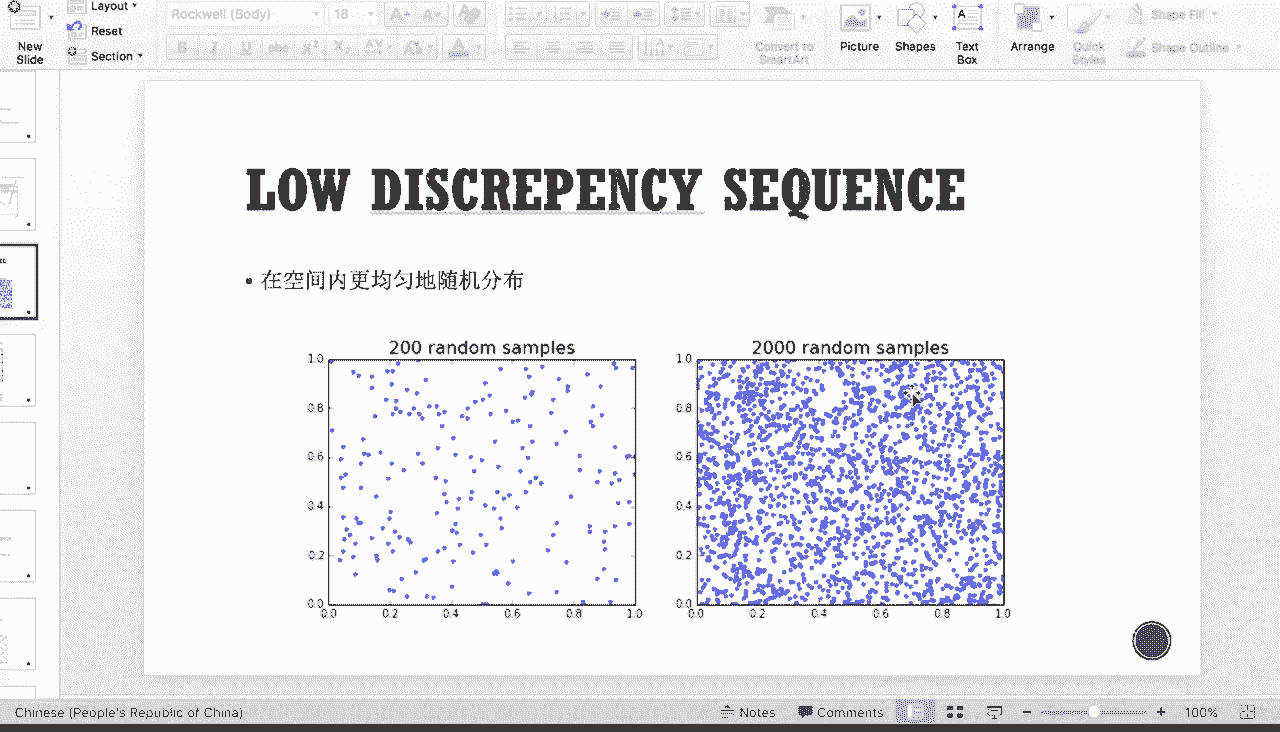 Layout
Rockwell (Body) 18 A A A
Reset
New Slide
Section
B I U abc X² X₂ AV Aa A
Convert to SmartArt
Picture
Shapes
A
Text Box
Arrange
Quick Styles
Shape Fill
Shape Outline
LOW DISCREPENCY SEQUENCE
• 在空间内更均匀地随机分布
200 random samples
1.0
0.8
0.6
0.4
0.2
0.0
0.0 0.2 0.4 0.6 0.8 1.0
2000 random samples
1.0
0.8
0.6
0.4
0.2
0.0
0.0 0.2 0.4 0.6 0.8 1.0
Chinese (People's Republic of China) Notes Comments − + 100%